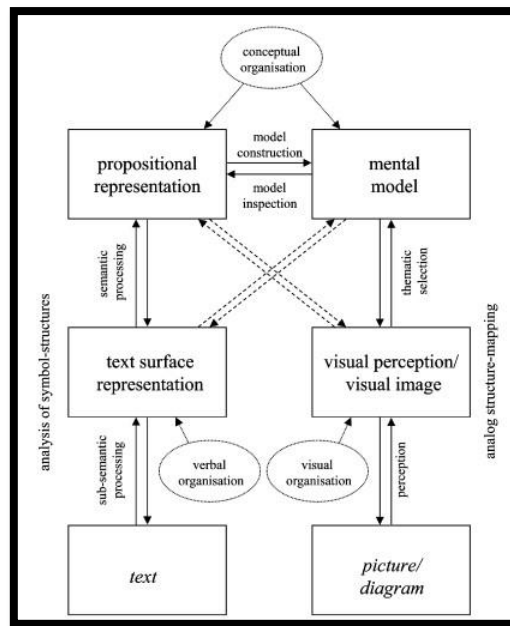 conceptual
organisation
propositional
representation
model
construction
model
inspection
mental
model
semantic
processing
thematic
selection
analysis of symbol-structures
text surface
representation
visual perception/
visual image
analog structure-mapping
sub-semantic
processing
verbal
organisation
visual
organisation
perception
text
picture/
diagram